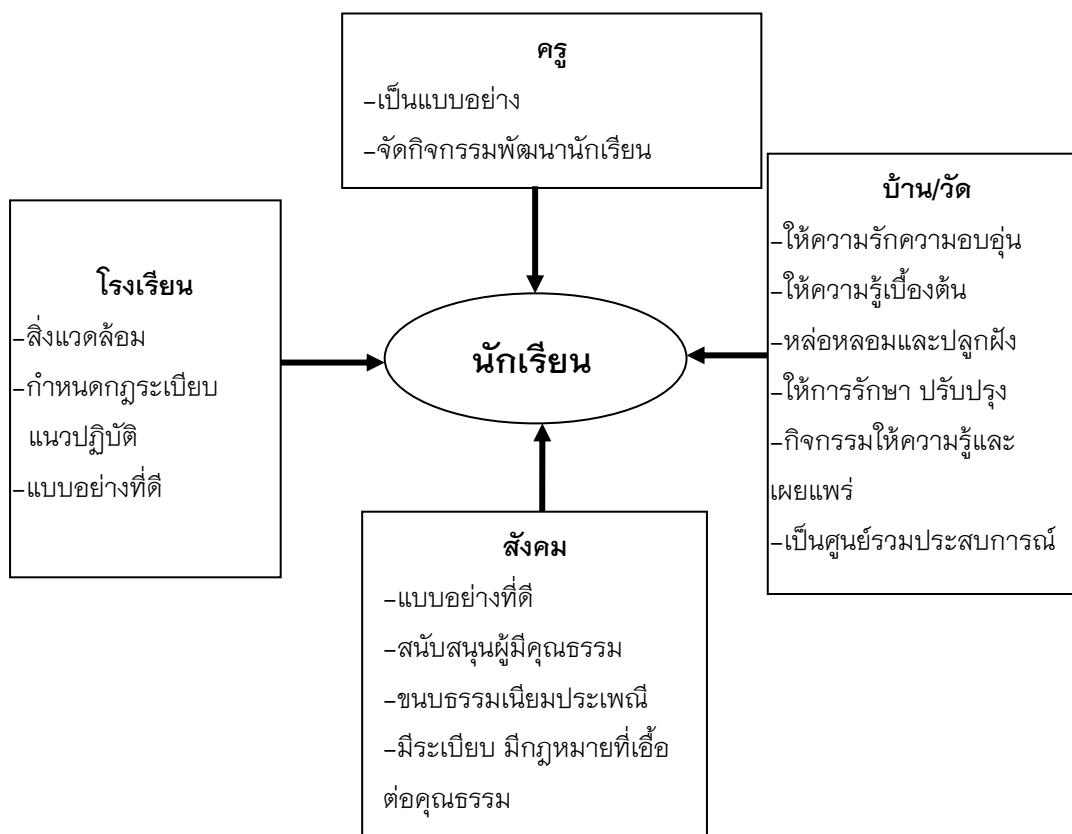 ครู
-เป็นแบบอย่าง
-จัดกิจกรรมพัฒนานักเรียน
โรงเรียน
-สิ่งแวดล้อม
-กำหนดกฎระเบียบ
แนวปฏิบัติ
-แบบอย่างที่ดี
นักเรียน
บ้าน/วัด
-ให้ความรักความอบอุ่น
-ให้ความรู้เบื้องต้น
-หล่อหลอมและปลูกฝัง
-ให้การรักษา ปรับปรุง
-กิจกรรมให้ความรู้และ
เผยแพร่
-เป็นศูนย์รวมประสบการณ์
สังคม
-แบบอย่างที่ดี
-สนับสนุนผู้มีคุณธรรม
-ขนบธรรมเนียมประเพณี
-มีระเบียบ มีกฎหมายที่เอื้อ
ต่อคุณธรรม